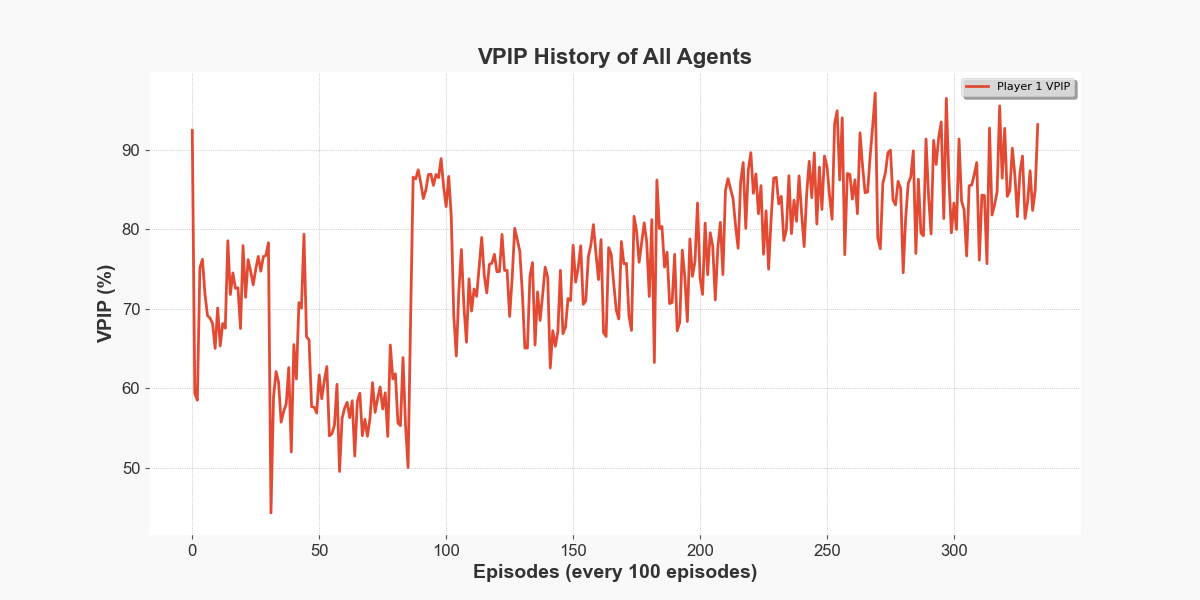 VPIP History of All Agents
Player 1 VPIP
90
80
70
60
50
VPIP (%)
0 50 100 150 200 250 300
Episodes (every 100 episodes)